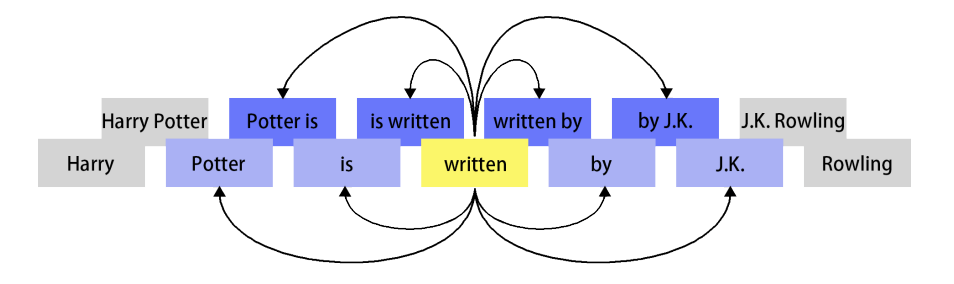 Harry Potter Potter is is written written by by J.K. J.K. Rowling
Harry Potter is written by J.K. Rowling